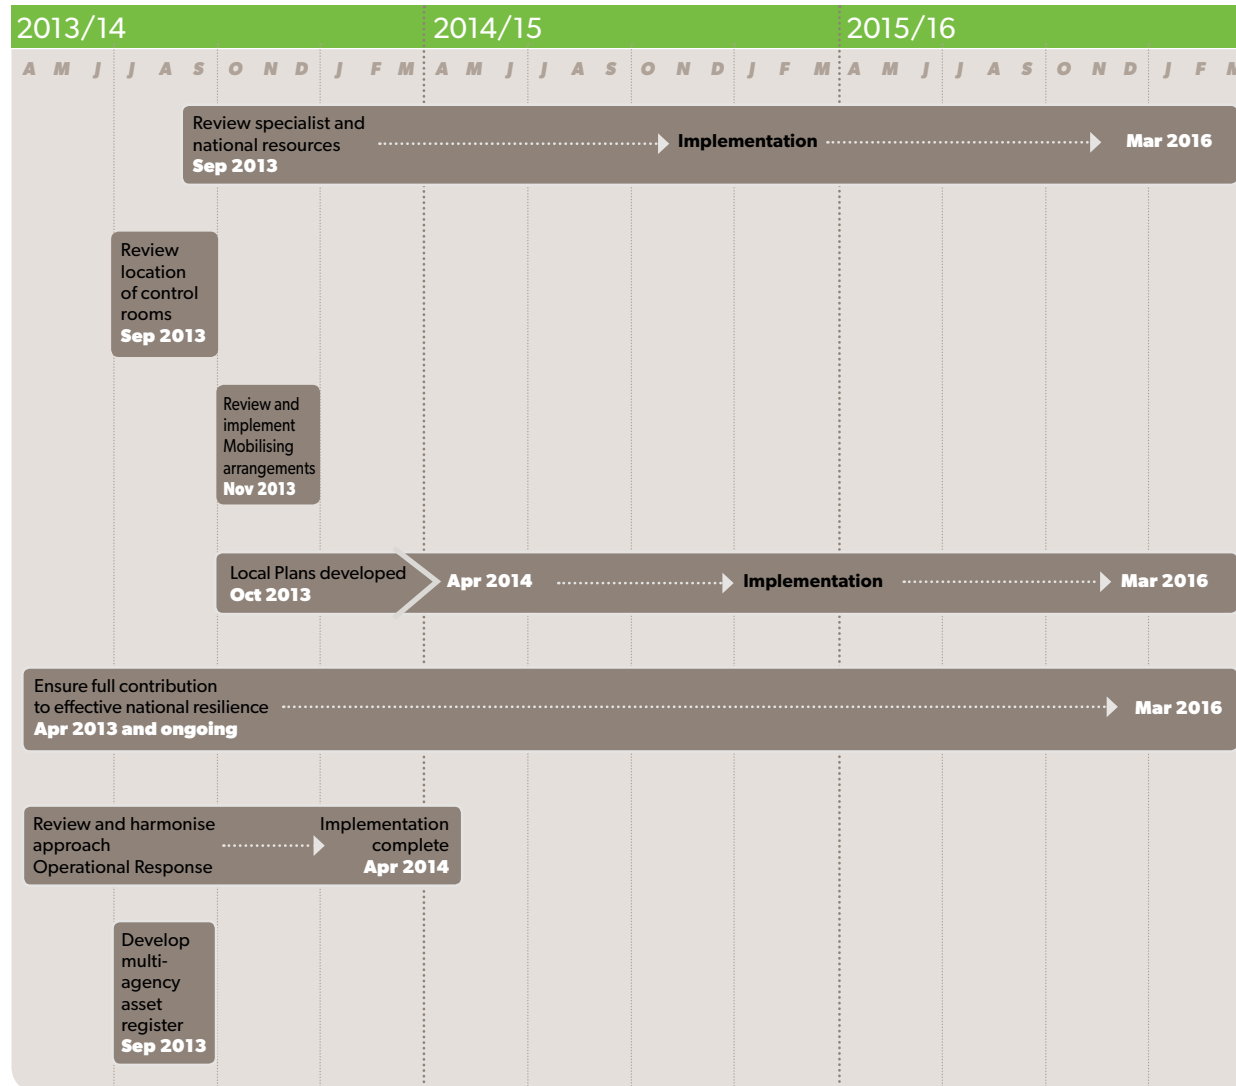 2013/14 2014/15 2015/16
A M J J A S O N D J F M A M J J A S O N D J F M A M J J A S O N D J F M
Review specialist and
national resources
Sep 2013
Implementation
Mar 2016
Review
location
of control
rooms
Sep 2013
Review and
implement
Mobilising
arrangements
Nov 2013
Local Plans developed
Oct 2013
Apr 2014
Implementation
Mar 2016
Ensure full contribution
to effective national resilience
Apr 2013 and ongoing
Mar 2016
Review and harmonise
approach
Operational Response
Implementation
complete
Apr 2014
Develop
multi-
agency
asset
register
Sep 2013